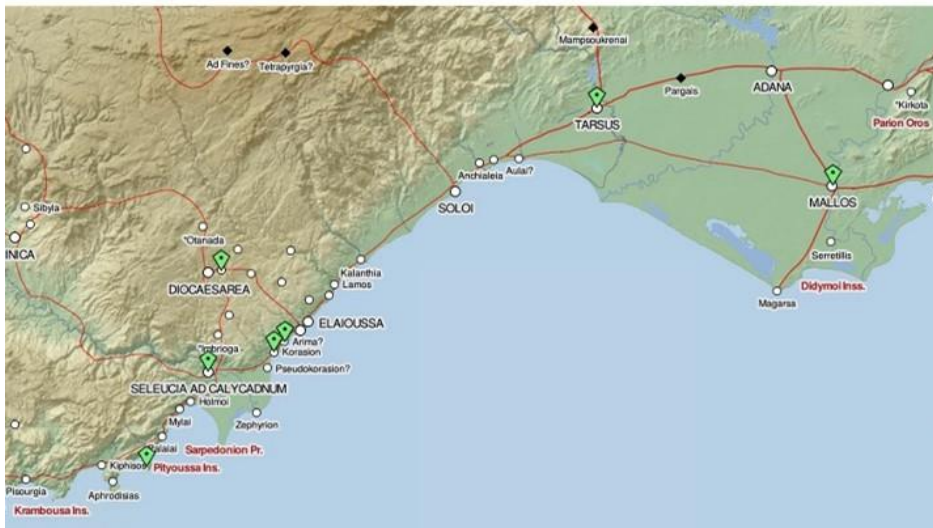 Mampsoukrenai
Ad Fines?
Tetrapyrgia?
ADANA
Pargais
*Kirkota
TARSUS
Parion Oros
Anchialeia
Aulai?
SOLOI
MALLOS
Sibyla
*Otanada
INICA
Serretillis
Kalanthia
DIOCAESAREA
Lamos
Didymoi Inss.
Magarsa
ELAIOUSSA
Arima?
*Imbrioga
Korasion
Pseudokorasion?
SELEUCIA AD CALYCADNUM
Holmoi
Mylai
Zephyrion
Palaiai
Sarpedonion Pr.
Kiphisos
Pityoussa Ins.
Pisourgia
Aphrodisias
Krambousa Ins.